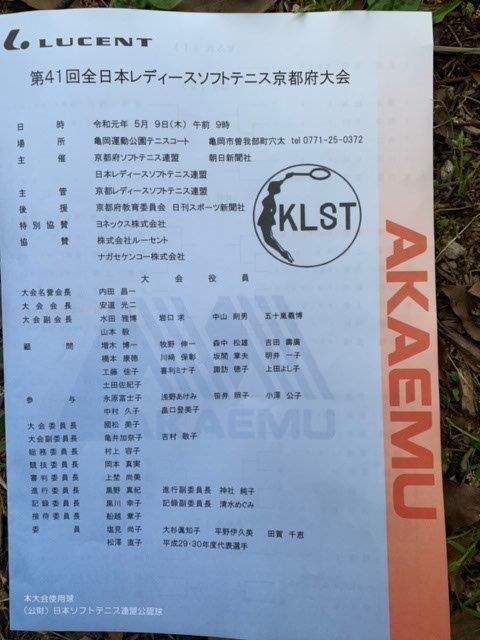 LUCENT
第41回全日本レディースソフトテニス京都府大会
日 時 令和元年 5月 9日(木) 午前 9時
場 所 亀岡運動公園テニスコート 亀岡市曽我部町穴太 tel 0771-25-0372
主 催 京都府ソフトテニス連盟 朝日新聞社
日本レディースソフトテニス連盟
主 管 京都レディースソフトテニス連盟
後 援 京都府教育委員会 日刊スポーツ新聞社
特別協賛 ヨネックス株式会社
協 賛 株式会社ルーセント
ナガセケンコー株式会社
KLST
大会役員
大会名誉会長 内田 昌一
大会会長 安道 光二
大会副会長 水田 雅博 岩口 求 中山 剛男 五十嵐義博
山本 毅
顧 問 増木 博一 牧野 伸一 森中 松雄 吉田 壽廣
橋本 康徳 川﨑 保彰 坂間 章夫 明井 一子
工藤 佳子 喜利ミナ子 諏訪 徳子 上田よし子
土田佐紀子
参 与 永原富士子 浅野あけみ 笹井 照子 小澤 公子
中村 久子 畠口登美子
大会委員長 國松 美子
大会副委員長 亀井加奈子 吉村 敬子
総務委員長 村上 容子
競技委員長 岡本 真実
審判委員長 上埜 尚美
進行委員長 黒野 真紀 進行副委員長 神社 純子
記録委員長 黒川 幸子 記録副委員長 清水めぐみ
接待委員長 船越 章子
委 員 塩見 尚子 大杉眞知子 平野伊久美 田賀 千恵
松澤 直子 平成29・30年度代表選手
AKAEMU
AKAEMU
本大会使用球
(公財)日本ソフトテニス連盟公認球